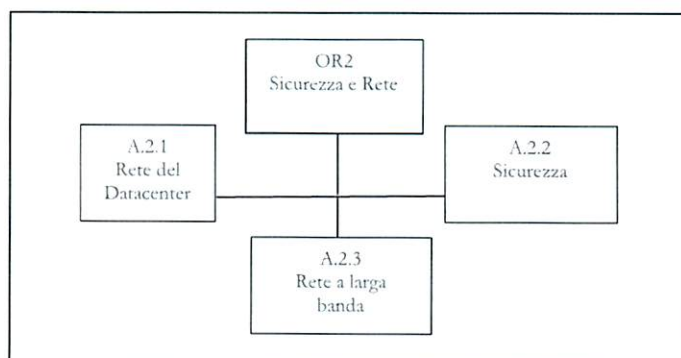 OR2
Sicurezza e Rete
A.2.1
Rete del
Datacenter
A.2.2
Sicurezza
A.2.3
Rete a larga
banda